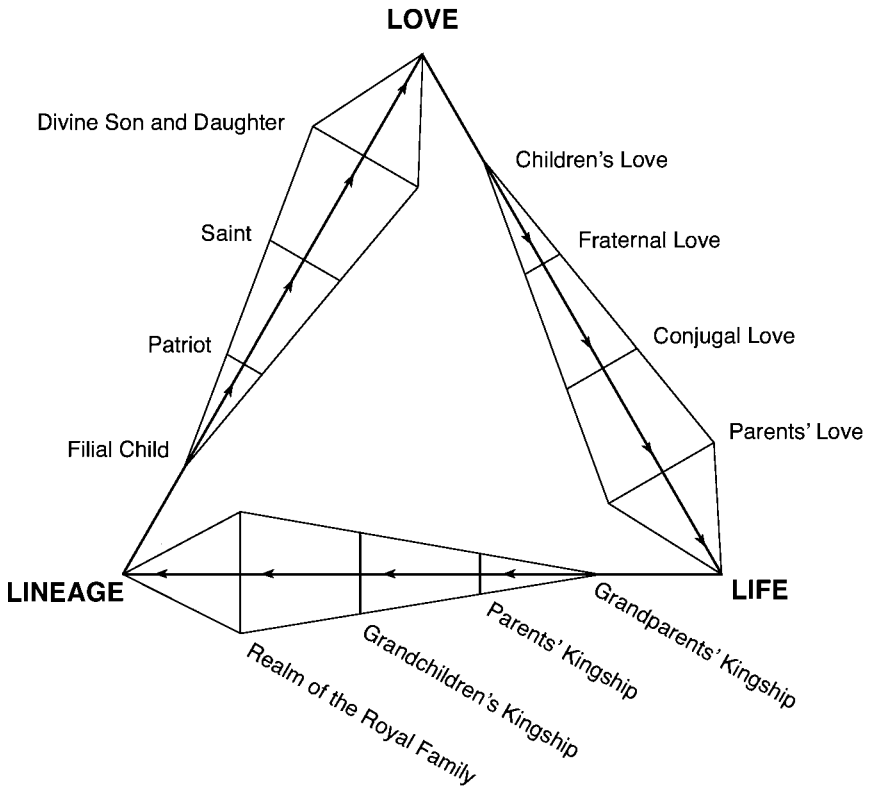 LOVE
Divine Son and Daughter
Children’s Love
Saint
Fraternal Love
Patriot
Conjugal Love
Filial Child
Parents’ Love
LINEAGE
LIFE
Grandparents’ Kingship
Parents’ Kingship
Grandchildren’s Kingship
Realm of the Royal Family